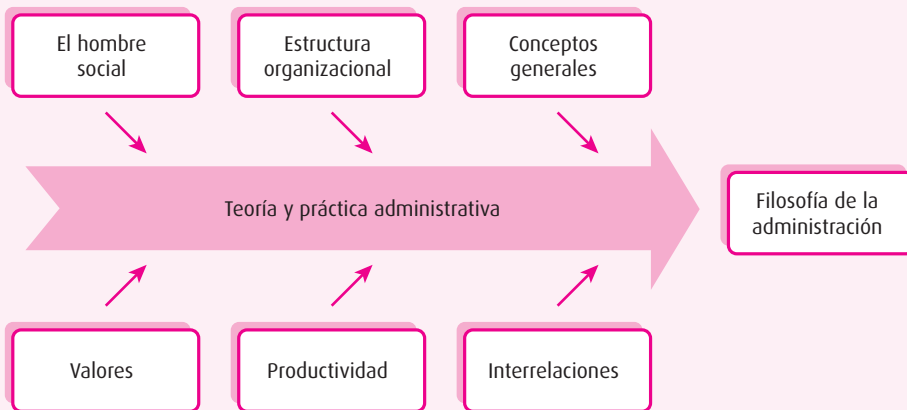 El hombre
social
Estructura
organizacional
Conceptos
generales
Teoría y práctica administrativa
Filosofía de la
administración
Valores
Productividad
Interrelaciones